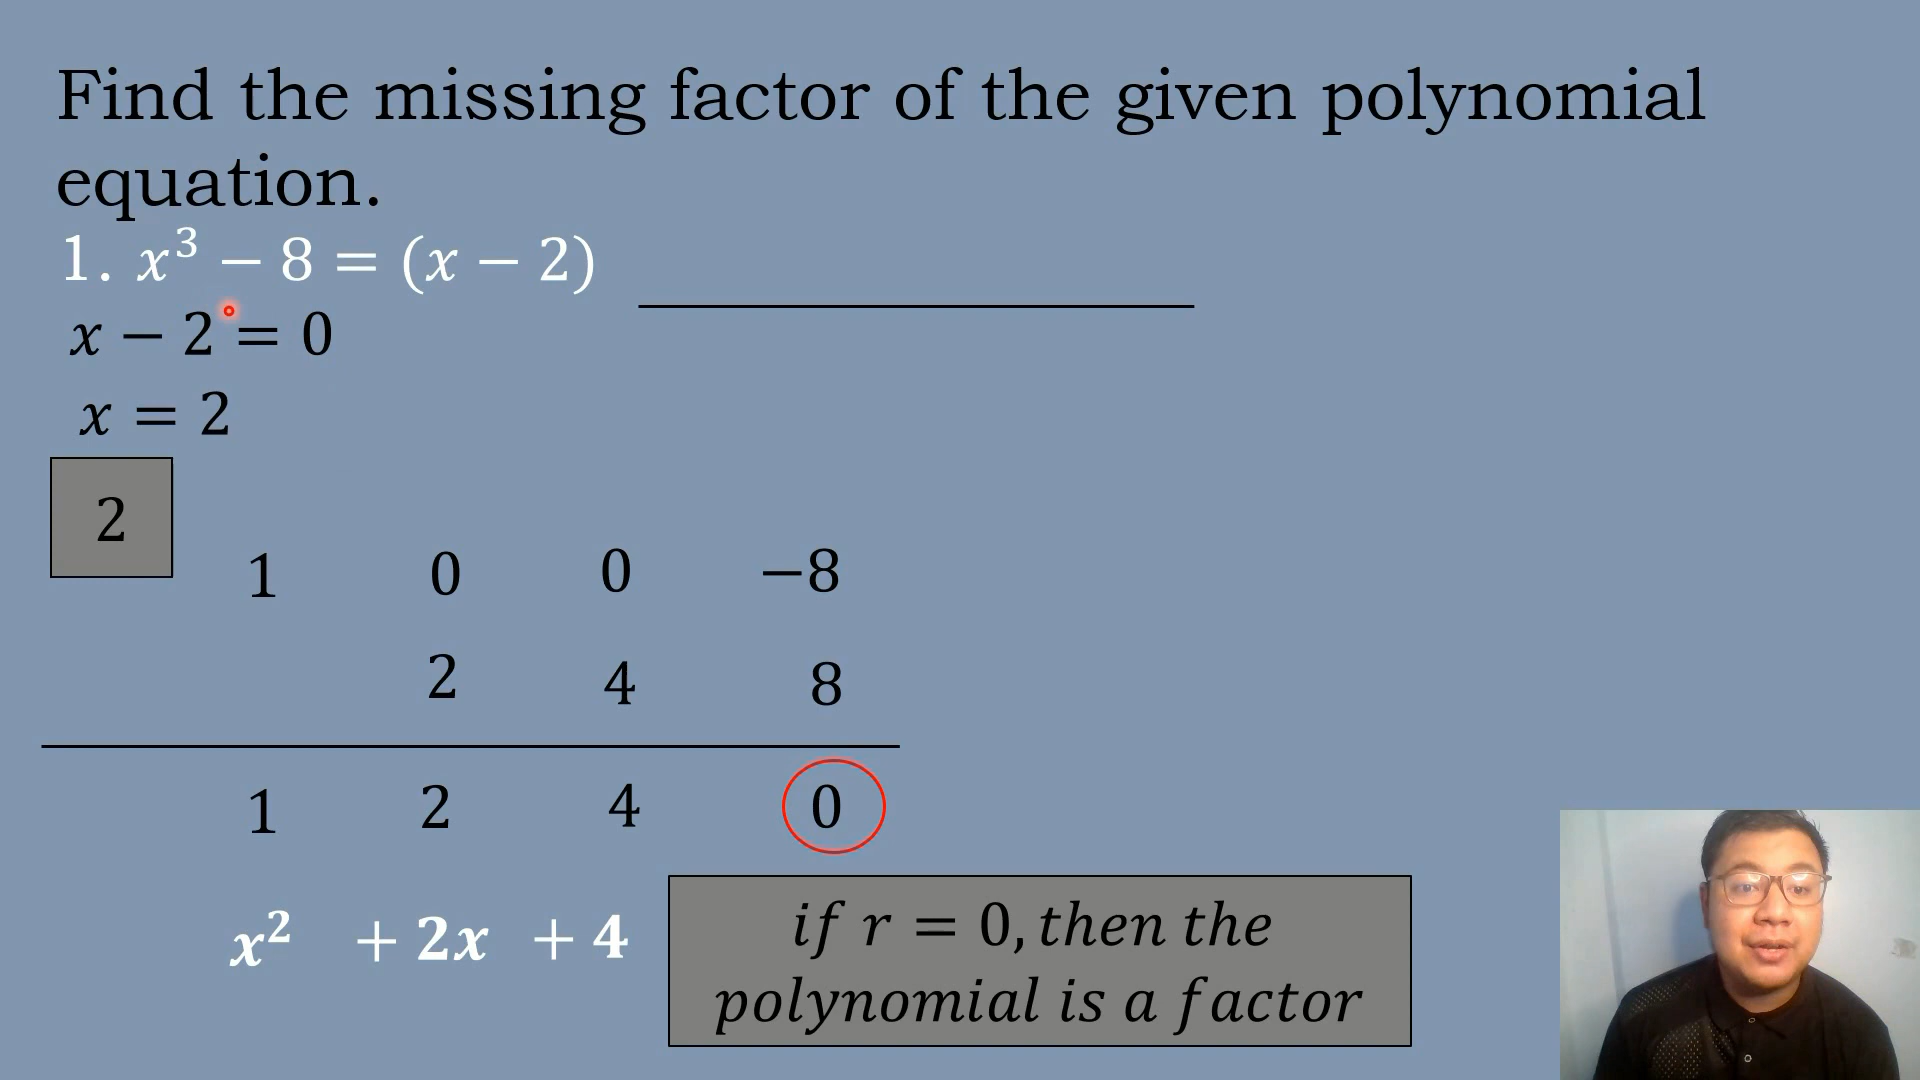 Find the missing factor of the given polynomial
equation.
1. x³ − 8 = (x − 2) ____________
x − 2 = 0
x = 2
2
1 0 0 −8
2 4 8
1 2 4 0
x² + 2x + 4
if r = 0, then the
polynomial is a factor